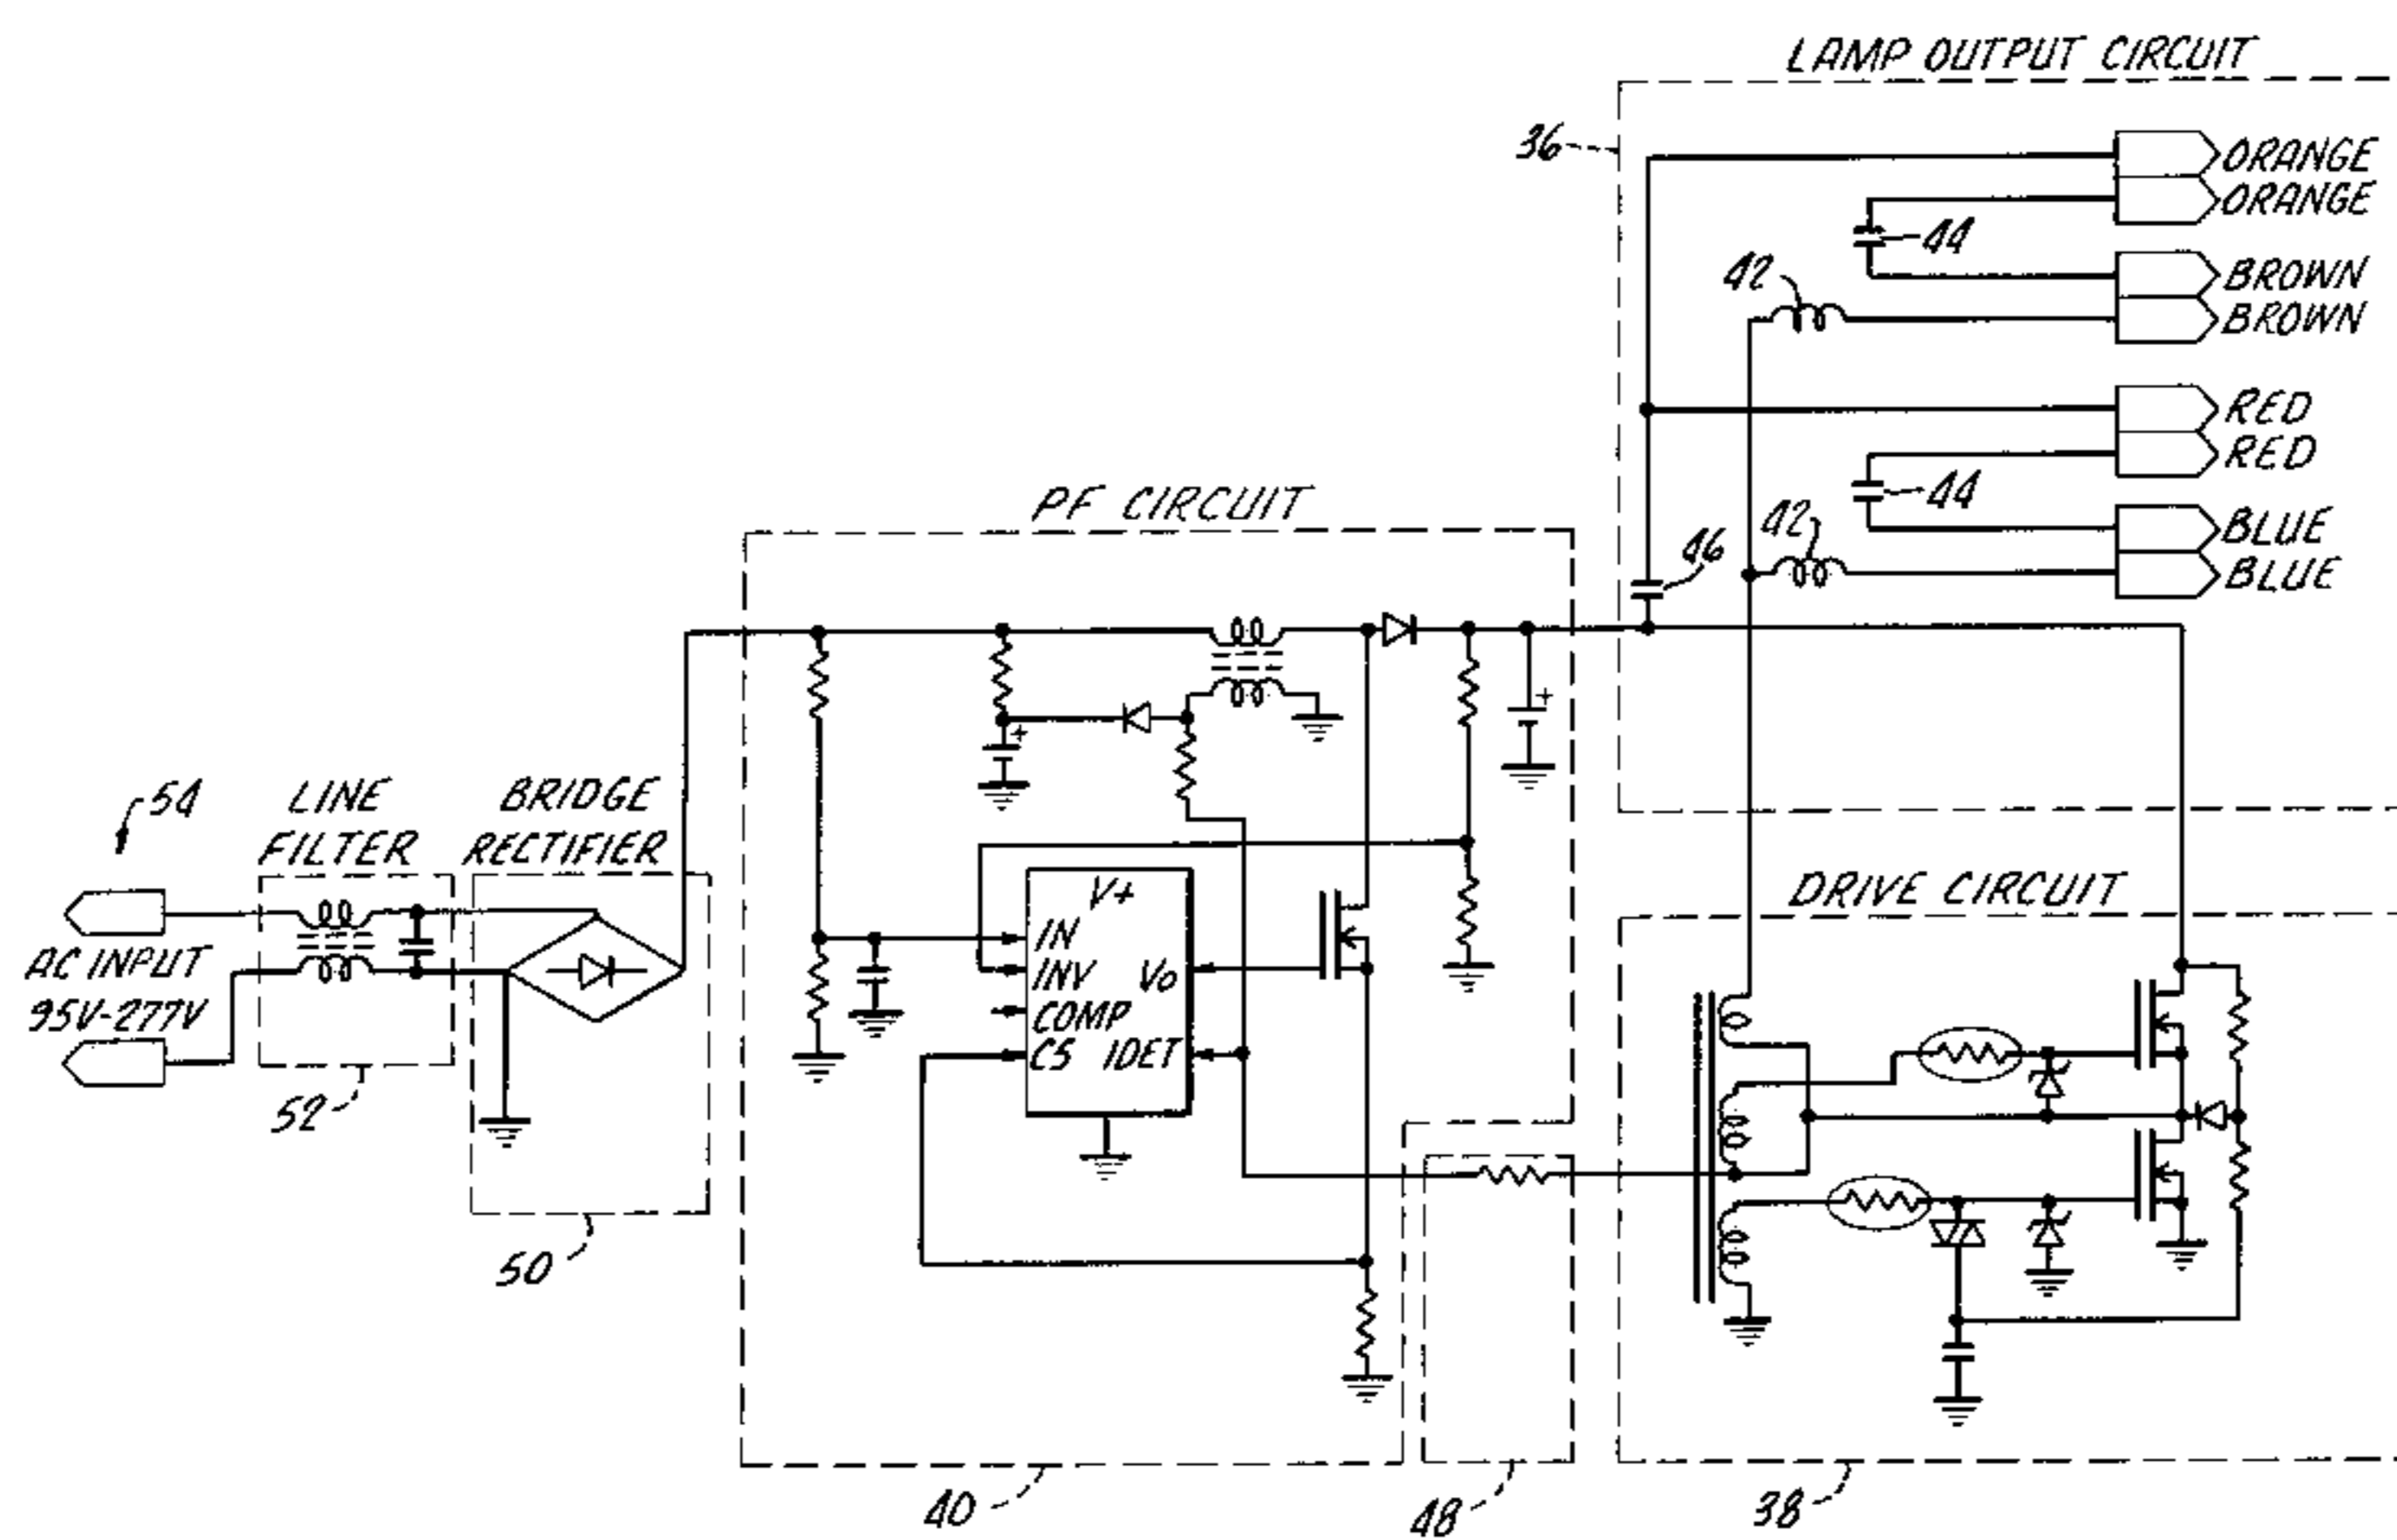 LAMP OUTPUT CIRCUIT
36
ORANGE
ORANGE
44
BROWN
42
BROWN
RED
RED
44
BLUE
42
BLUE
46
PF CIRCUIT
+
+
54
LINE
FILTER
BRIDGE
RECTIFIER
AC INPUT
95V-277V
52
50
V+
IN
INV
VO
COMP
CS
IDET
DRIVE CIRCUIT
40
48
38